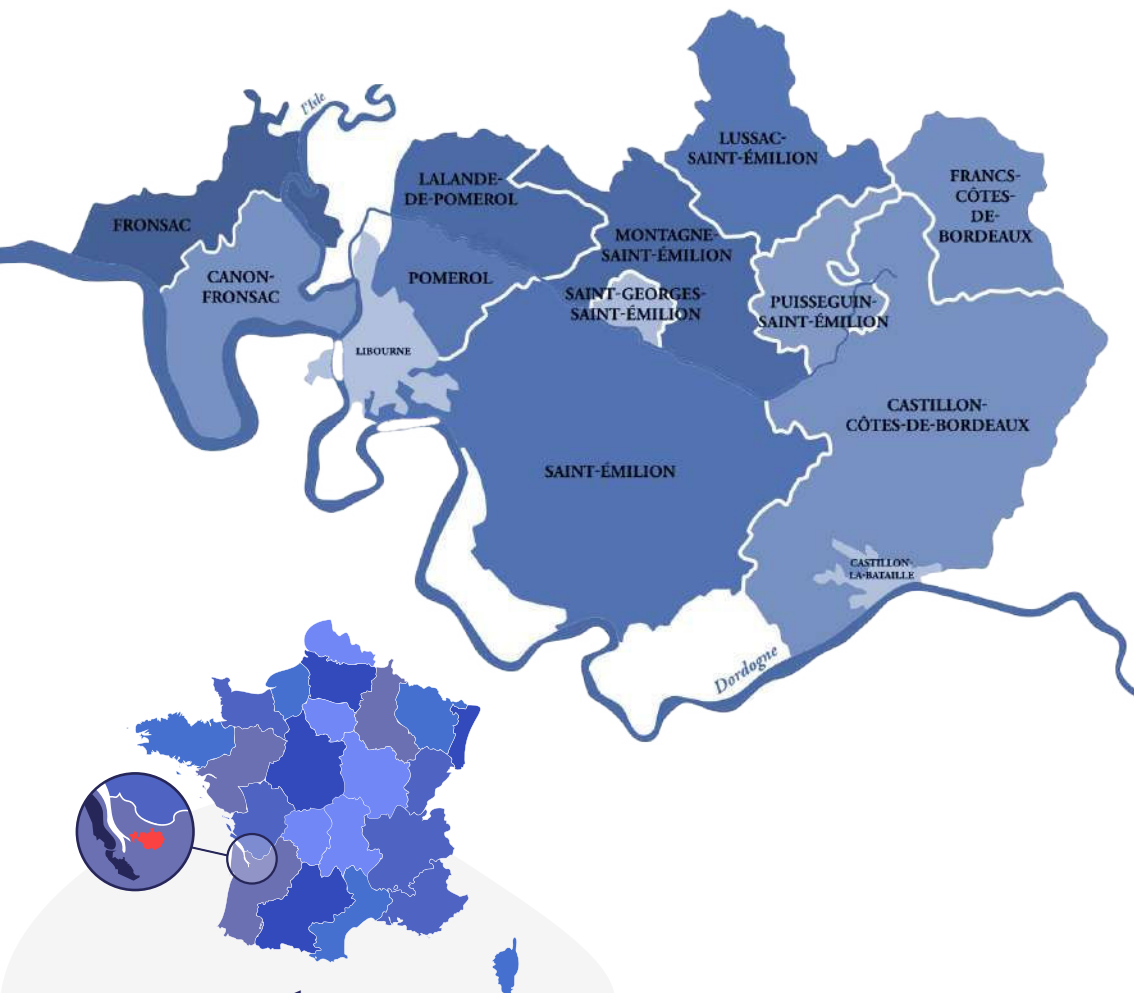 l'Isle
LUSSAC-
SAINT-ÉMILION
LALANDE-
DE-POMEROL
FRANCS-
CÔTES-
DE-
BORDEAUX
FRONSAC
MONTAGNE-
SAINT-ÉMILION
CANON-
FRONSAC
POMEROL
SAINT-GEORGES-
SAINT-ÉMILION
PUISSEGUIN-
SAINT-ÉMILION
LIBOURNE
CASTILLON-
CÔTES-DE-BORDEAUX
SAINT-ÉMILION
CASTILLON-
LA-BATAILLE
Dordogne